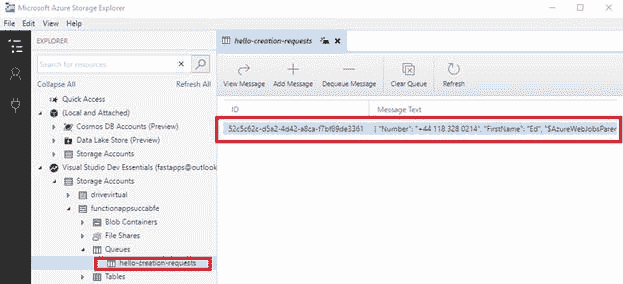 Microsoft Azure Storage Explorer
File Edit View Help
EXPLORER
Search for resources
Collapse All Refresh All
Quick Access
(Local and Attached)
Cosmos DB Accounts (Preview)
Data Lake Store (Preview)
Storage Accounts
Visual Studio Dev Essentials (fastapps@outlook
Storage Accounts
drivevirtual
functionappsuccabfe
Blob Containers
File Shares
Queues
hello-creation-requests
Tables
hello-creation-requests
View Message Add Message Dequeue Message Clear Queue Refresh
ID Message Text
52c5c62c-d5a2-4d42-a8ca-f7bf89de3361 { "Number": "+44 118 328 0214", "FirstName": "Ed", "$AzureWebJobsParen